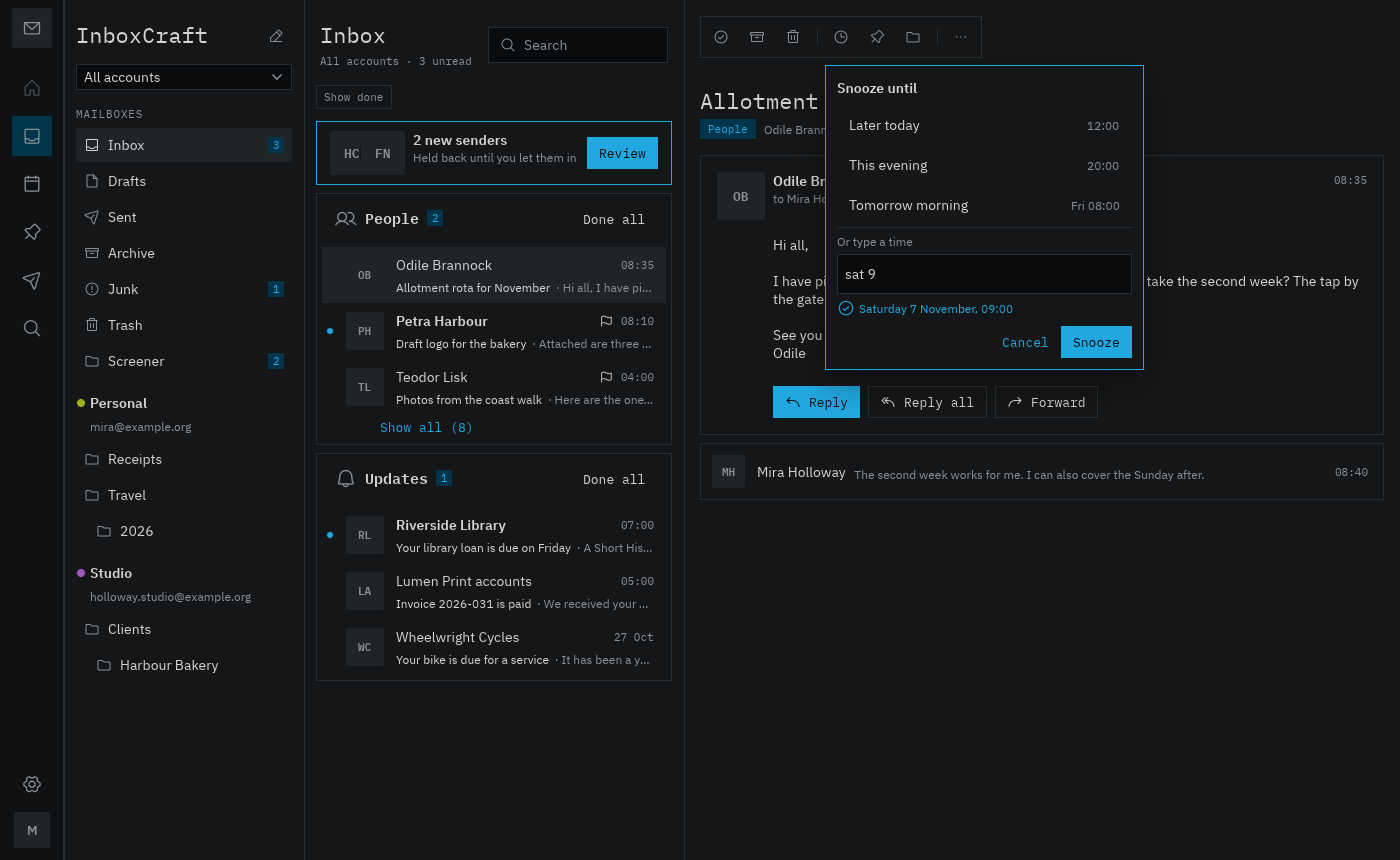 InboxCraft
All accounts
MAILBOXES
Inbox 3
Drafts
Sent
Archive
Junk 1
Trash
Screener 2
Personal
mira@example.org
Receipts
Travel
2026
Studio
holloway.studio@example.org
Clients
Harbour Bakery
M
Inbox
All accounts · 3 unread
Search
Show done
HC FN
2 new senders
Held back until you let them in
Review
People 2 Done all
OB Odile Brannock 08:35
Allotment rota for November · Hi all, I have pi...
PH Petra Harbour 08:10
Draft logo for the bakery · Attached are three ...
TL Teodor Lisk 04:00
Photos from the coast walk · Here are the one...
Show all (8)
Updates 1 Done all
RL Riverside Library 07:00
Your library loan is due on Friday · A Short His...
LA Lumen Print accounts 05:00
Invoice 2026-031 is paid · We received your ...
WC Wheelwright Cycles 27 Oct
Your bike is due for a service · It has been a y...
Allotment
People Odile Brann
OB Odile Br 08:35
to Mira Ho
Hi all,
I have pi take the second week? The tap by
the gate
See you
Odile
Snooze until
Later today 12:00
This evening 20:00
Tomorrow morning Fri 08:00
Or type a time
sat 9
Saturday 7 November, 09:00
Cancel Snooze
Reply Reply all Forward
MH Mira Holloway The second week works for me. I can also cover the Sunday after. 08:40